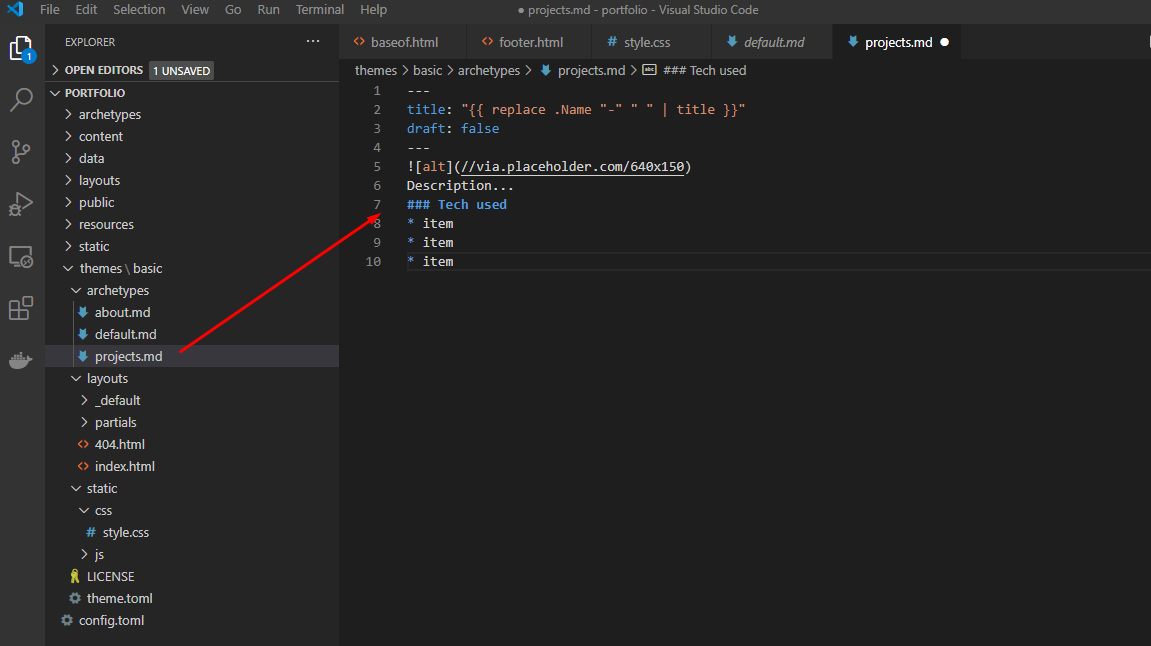 File Edit Selection View Go Run Terminal Help ● projects.md - portfolio - Visual Studio Code
1
EXPLORER ···
OPEN EDITORS 1 UNSAVED
PORTFOLIO
archetypes
content
data
layouts
public
resources
static
themes \ basic
archetypes
about.md
default.md
projects.md
layouts
_default
partials
404.html
index.html
static
css
# style.css
js
LICENSE
theme.toml
config.toml
<> baseof.html <> footer.html # style.css default.md projects.md ●
themes > basic > archetypes > projects.md > abc ### Tech used
1 ---
2 title: "{{ replace .Name "-" " " | title }}"
3 draft: false
4 ---
5 ![alt](//via.placeholder.com/640x150)
6 Description...
7 ### Tech used
8 * item
9 * item
10 * item